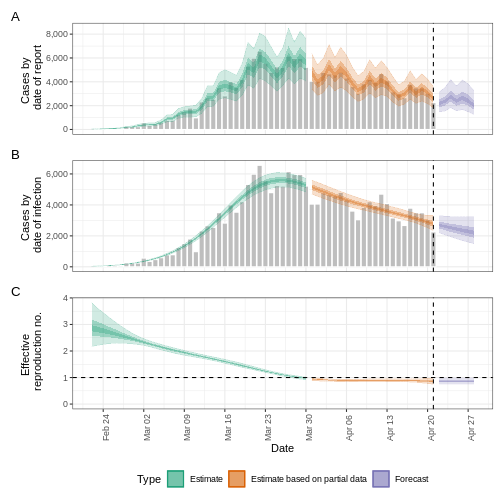 A
Cases by
date of report
8,000
6,000
4,000
2,000
0
B
Cases by
date of infection
6,000
4,000
2,000
0
C
Effective
reproduction no.
4
3
2
1
0
Feb 24
Mar 02
Mar 09
Mar 16
Mar 23
Mar 30
Apr 06
Apr 13
Apr 20
Apr 27
Date
Type Estimate Estimate based on partial data Forecast